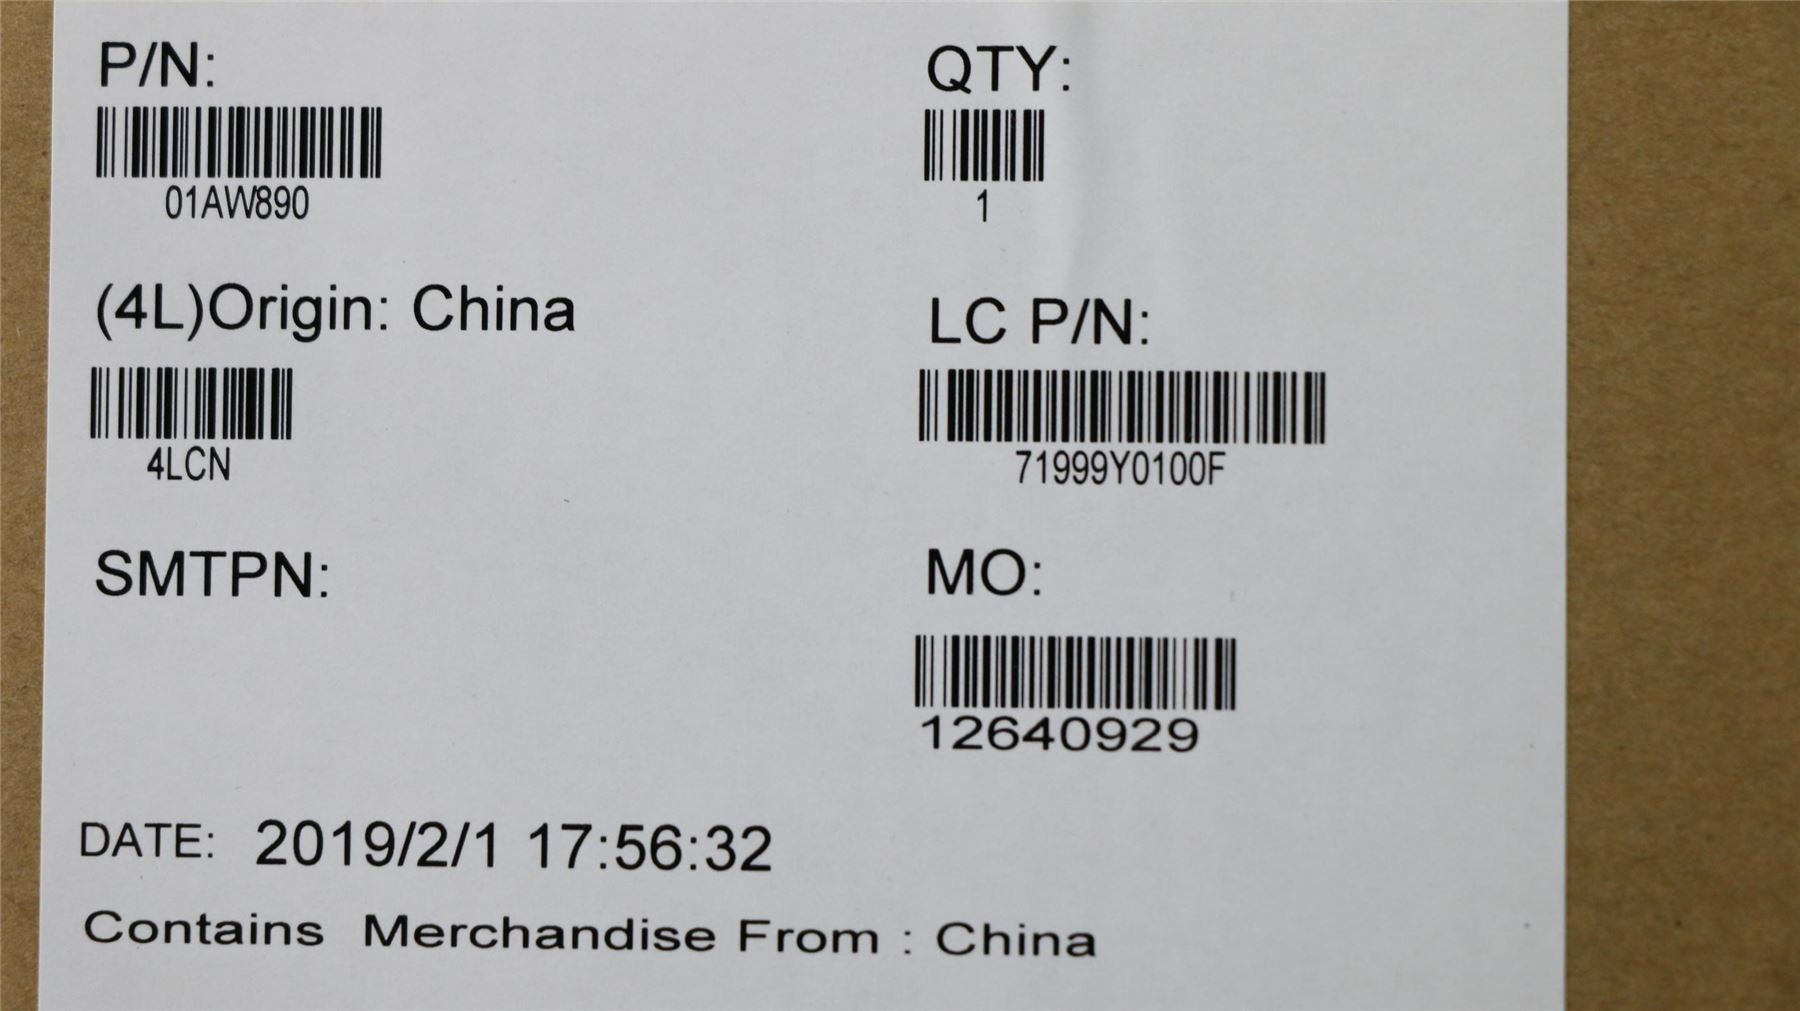 P/N:
QTY:
01AW890
1
(4L)Origin: China
LC P/N:
4LCN
71999Y0100F
SMTPN:
MO:
12640929
DATE: 2019/2/1 17:56:32
Contains Merchandise From : China